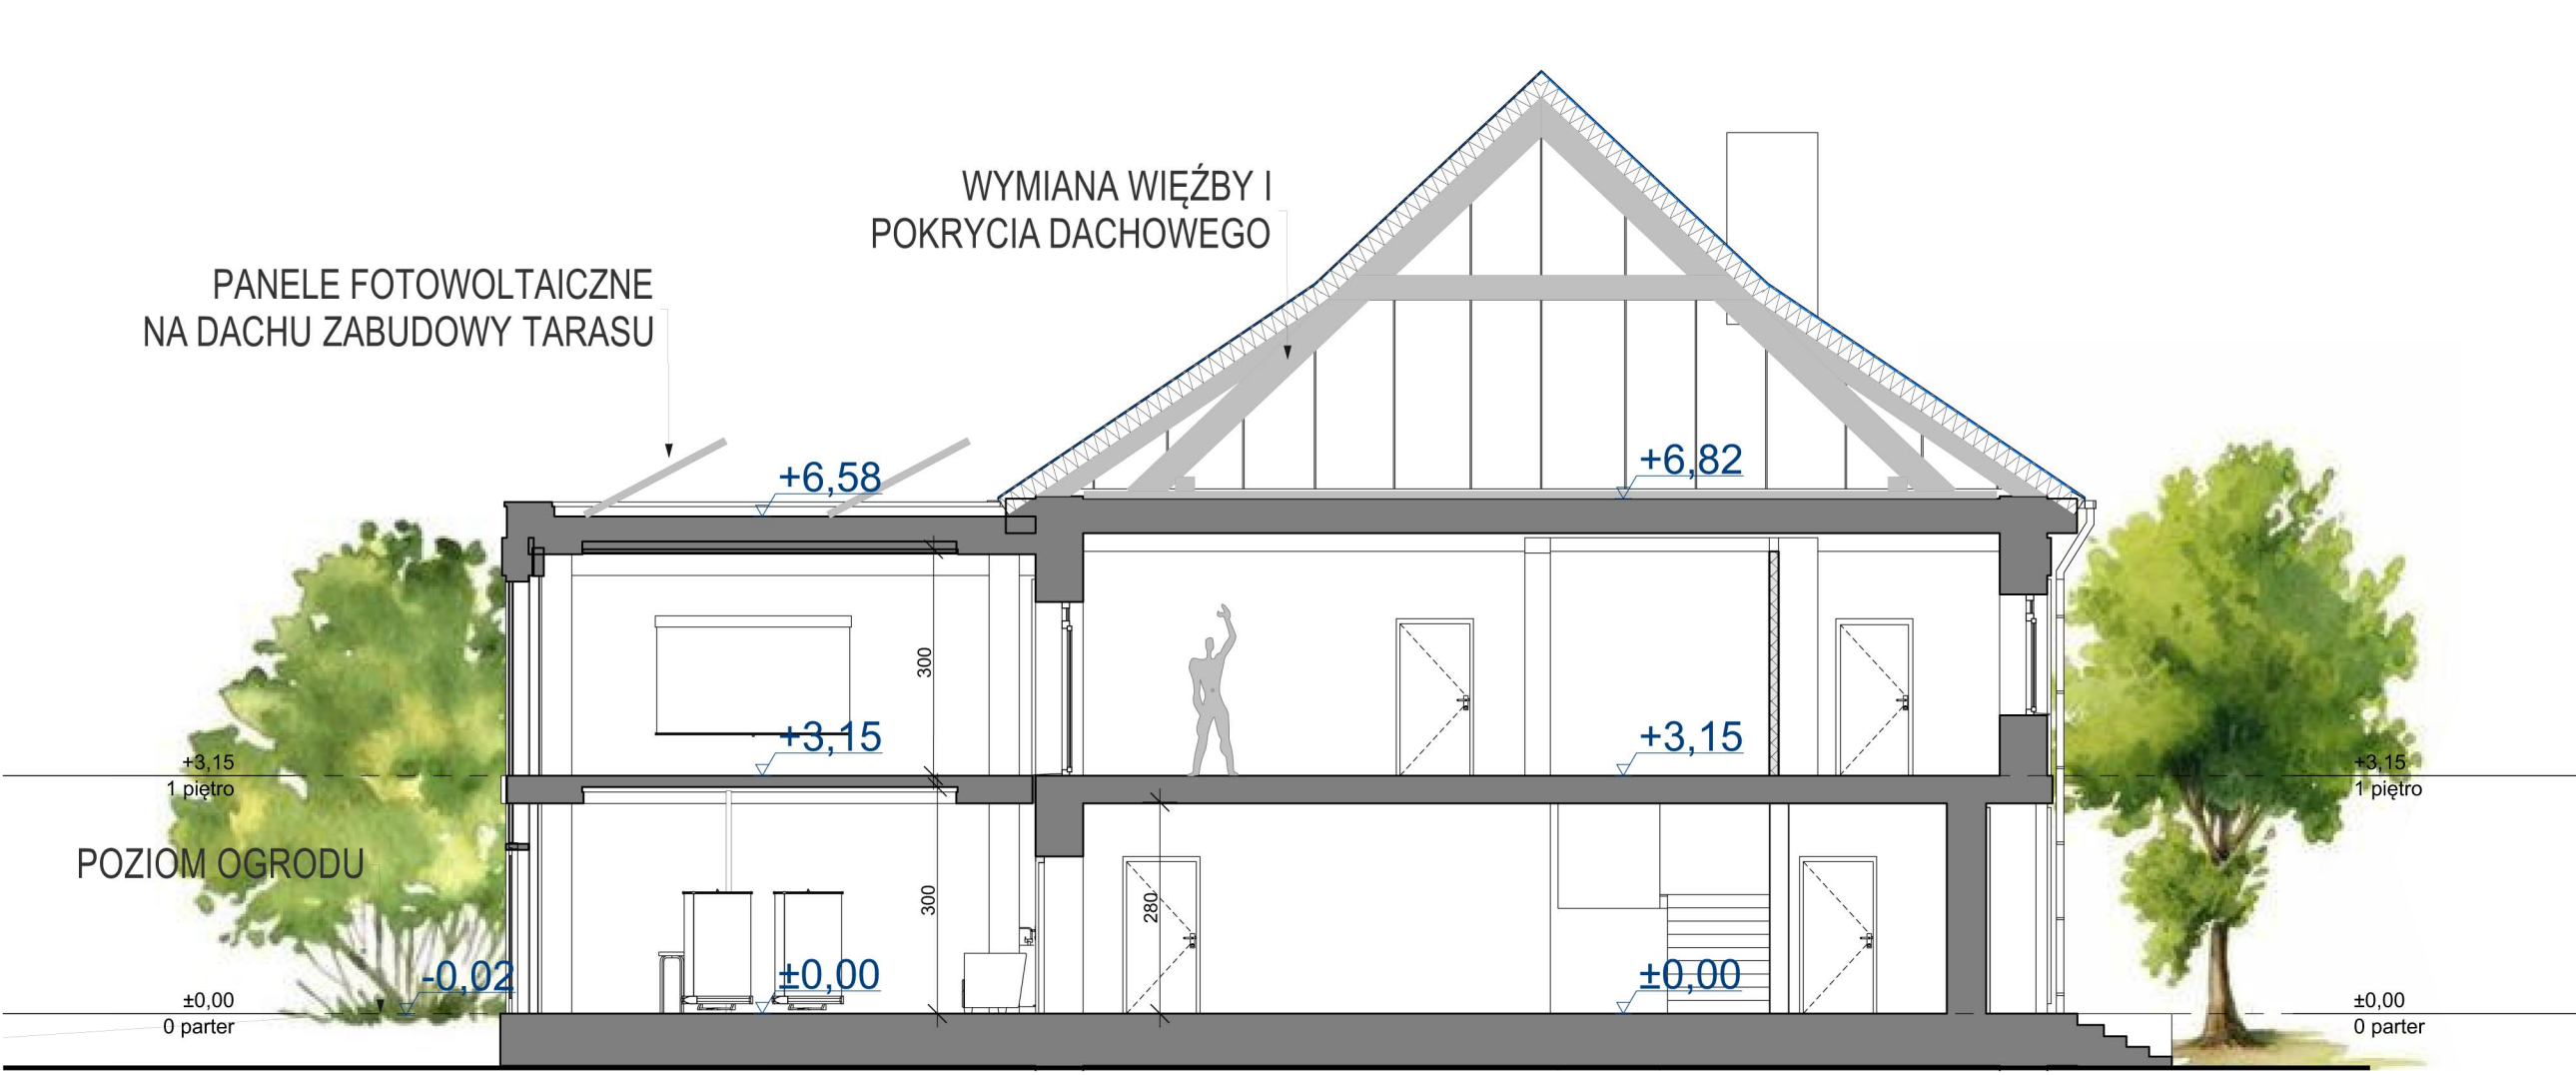 WYMIANA WIĘŹBY I
POKRYCIA DACHOWEGO
PANELE FOTOWOLTAICZNE
NA DACHU ZABUDOWY TARASU
+6,58
+6,82
300
+3,15
+3,15
+3,15
1 piętro
+3,15
1 piętro
POZIOM OGRODU
300
280
-0,02
±0,00
±0,00
±0,00
0 parter
±0,00
0 parter